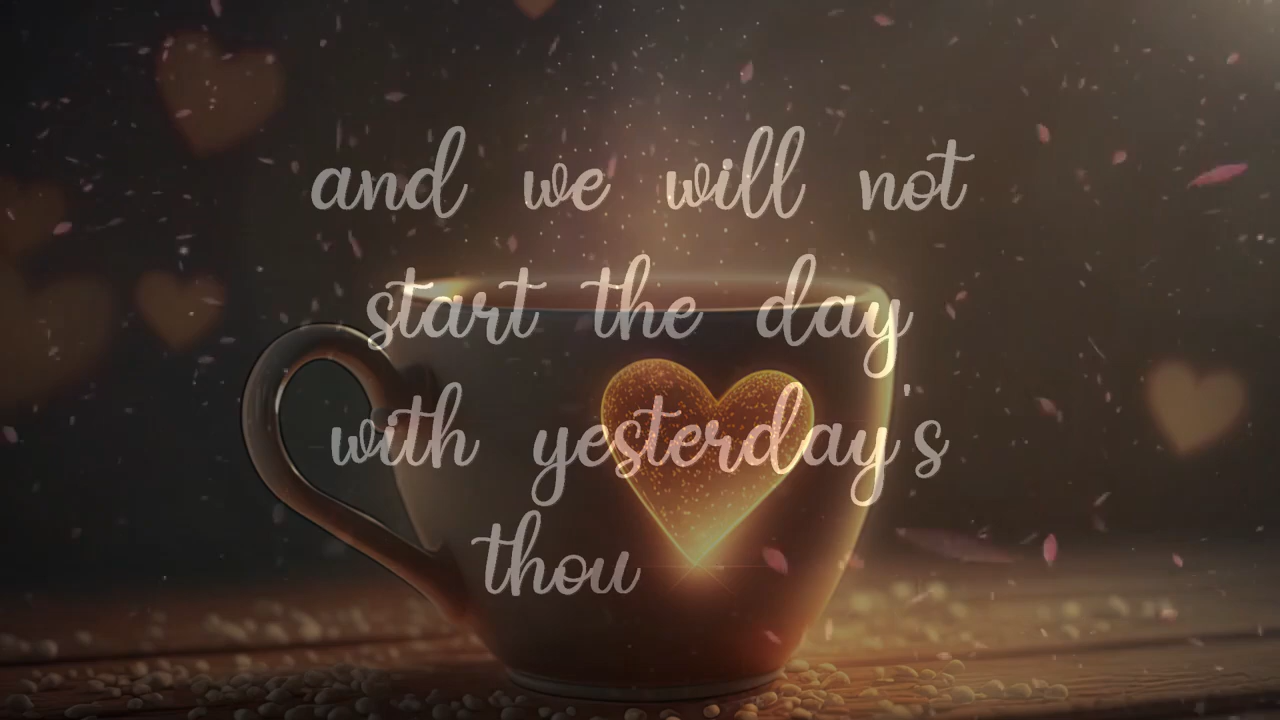 and we will not
start the day
with yesterday's
thou